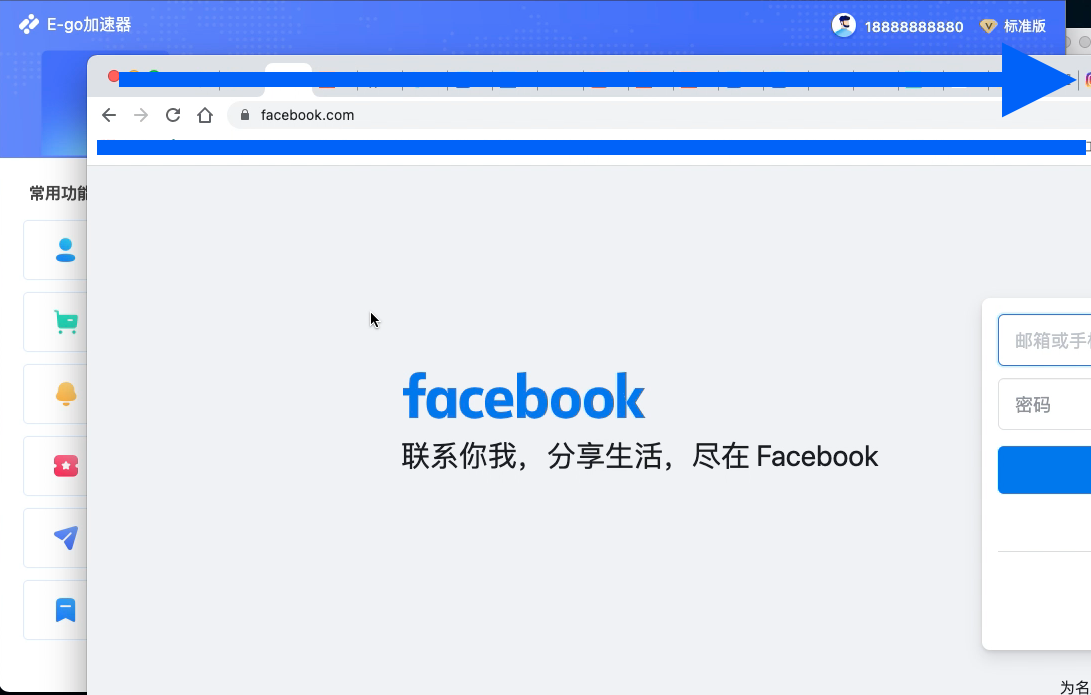 E-go加速器
18888888880
标准版
facebook.com
常用功能
邮箱或手机
密码
facebook
联系你我，分享生活，尽在 Facebook
为名